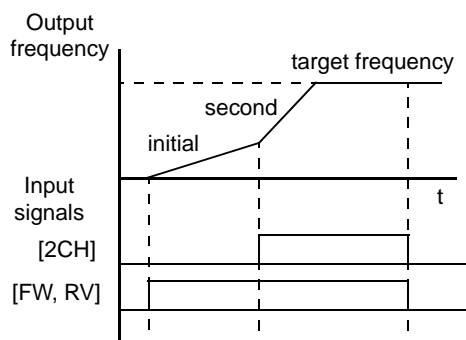 Output
frequency
target frequency
second
initial
Input
signals
t
[2CH]
[FW, RV]